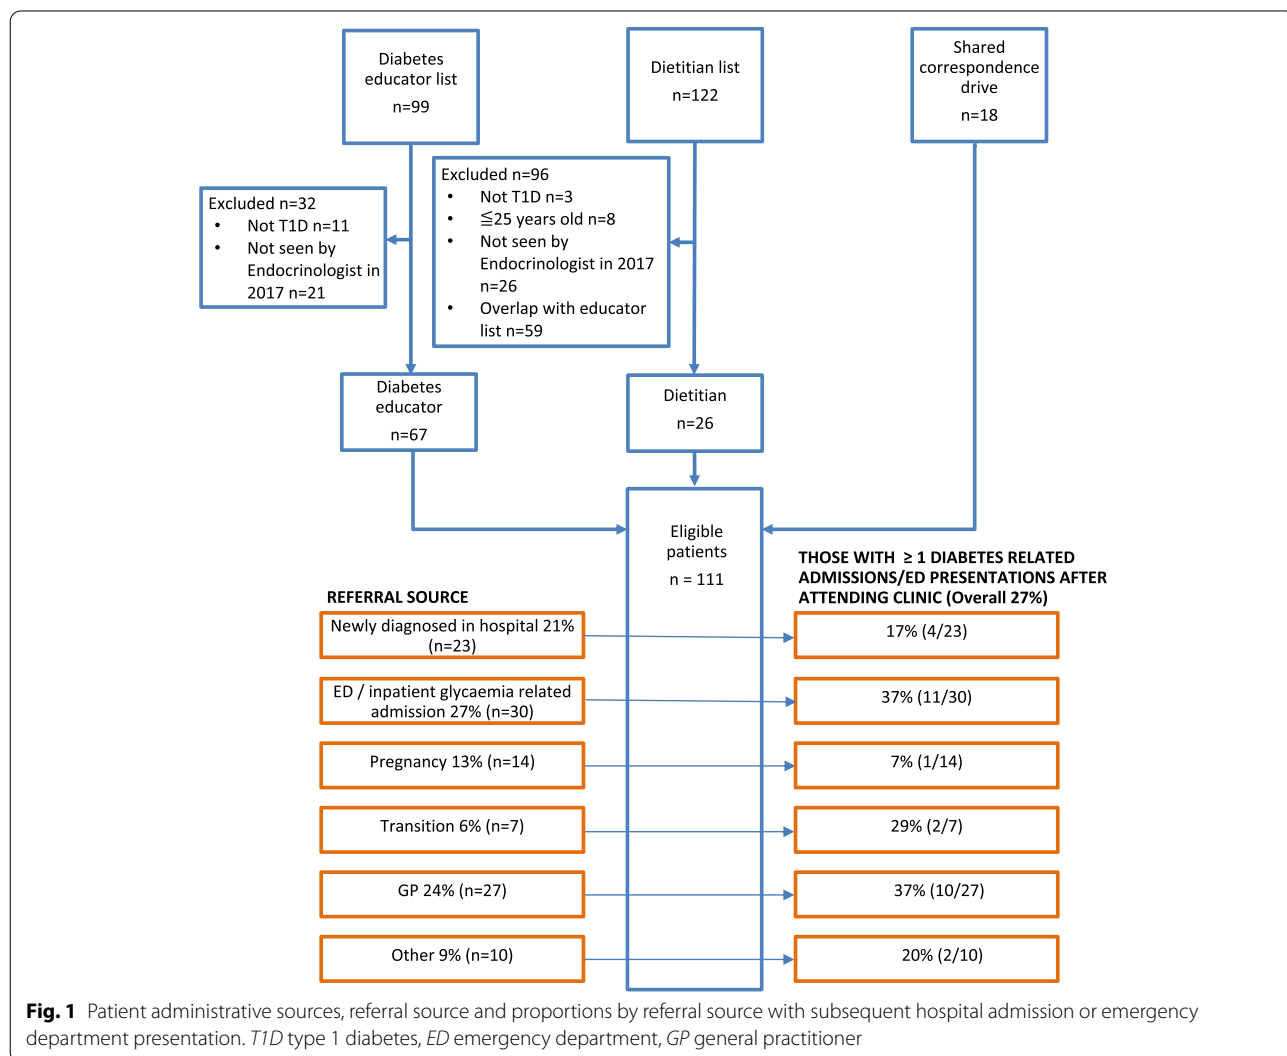 Diabetes
educator list
n=99
Dietitian list
n=122
Shared
correspondence
drive
n=18
Excluded n=32
• Not T1D n=11
• Not seen by
Endocrinologist in
2017 n=21
Excluded n=96
• Not T1D n=3
• ≦25 years old n=8
• Not seen by
Endocrinologist in 2017
n=26
• Overlap with educator
list n=59
Diabetes
educator
n=67
Dietitian
n=26
Eligible
patients
n = 111
REFERRAL SOURCE
THOSE WITH ≥ 1 DIABETES RELATED
ADMISSIONS/ED PRESENTATIONS AFTER
ATTENDING CLINIC (Overall 27%)
Newly diagnosed in hospital 21%
(n=23)
17% (4/23)
ED / inpatient glycaemia related
admission 27% (n=30)
37% (11/30)
Pregnancy 13% (n=14)
7% (1/14)
Transition 6% (n=7)
29% (2/7)
GP 24% (n=27)
37% (10/27)
Other 9% (n=10)
20% (2/10)
Fig. 1 Patient administrative sources, referral source and proportions by referral source with subsequent hospital admission or emergency
department presentation. T1D type 1 diabetes, ED emergency department, GP general practitioner